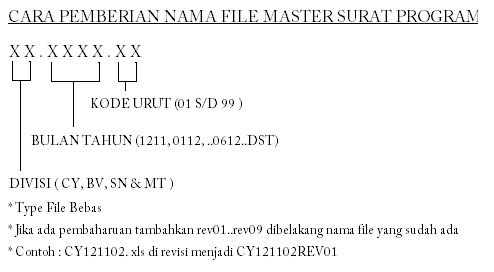 CARA PEMBERIAN NAMA FILE MASTER SURAT PROGRAM
X X . X X X X . X X
KODE URUT (01 S/D 99 )
BULAN TAHUN (1211, 0112, ..0612..DST)
DIVISI ( CY, BV, SN & MT )
* Type File Bebas
* Jika ada pembaharuan tambahkan rev01..rev09 dibelakang nama file yang sudah ada
* Contoh : CY121102. xls di revisi menjadi CY121102REV01